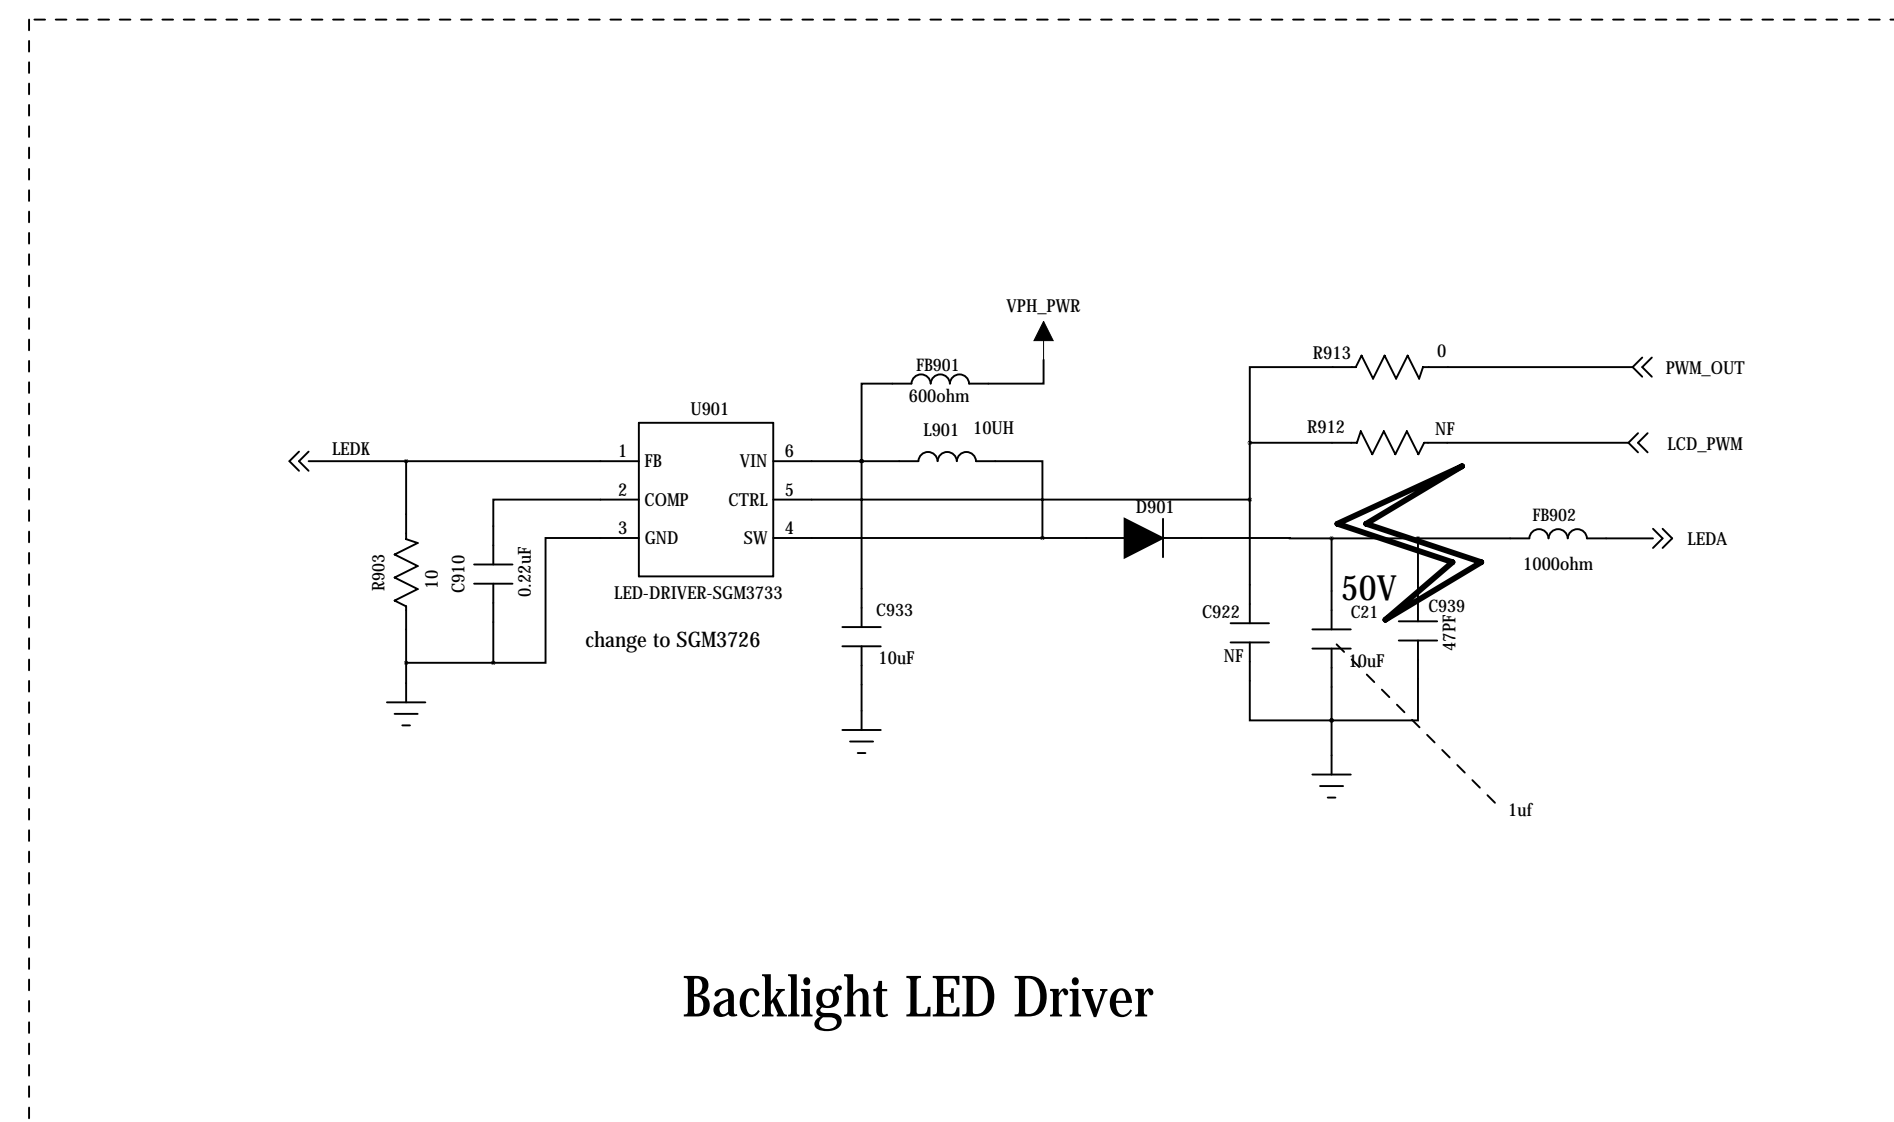 VPH_PWR
FB901
600ohm
L901 10UH
U901
LEDK
1 FB
2 COMP
3 GND
VIN 6
CTRL 5
SW 4
LED-DRIVER-SGM3733
change to SGM3726
R903
10
C910
0.22uF
C933
10uF
D901
R913 0
PWM_OUT
R912 NF
LCD_PWM
FB902
1000ohm
LEDA
50V
C922
NF
C21
10uF
C939
47PF
1uf
Backlight LED Driver